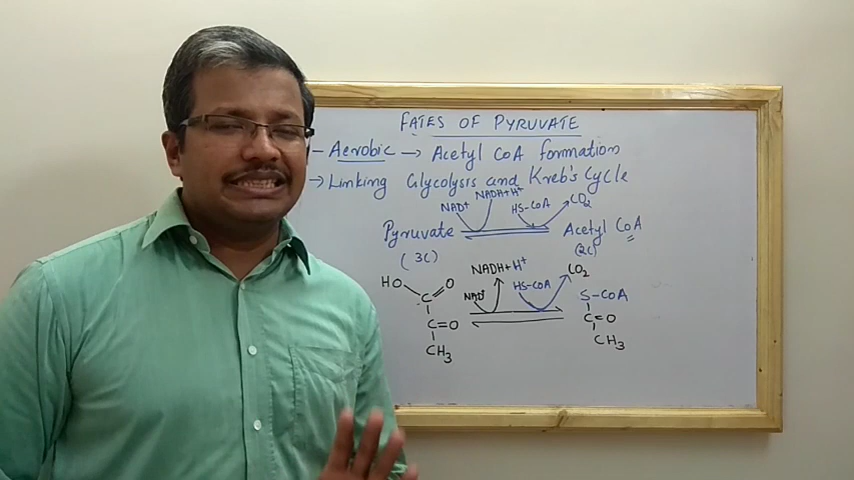 FATES OF PYRUVATE
- Aerobic → Acetyl CoA formation
→ Linking Glycolysis and Kreb's Cycle
NAD+ NADH+H+ HS-CoA CO2
Pyruvate Acetyl CoA
(3C) (2C)
NADH+H+ CO2
HO O NAD+ HS-CoA S-CoA
C
C=O C=O
CH3 CH3